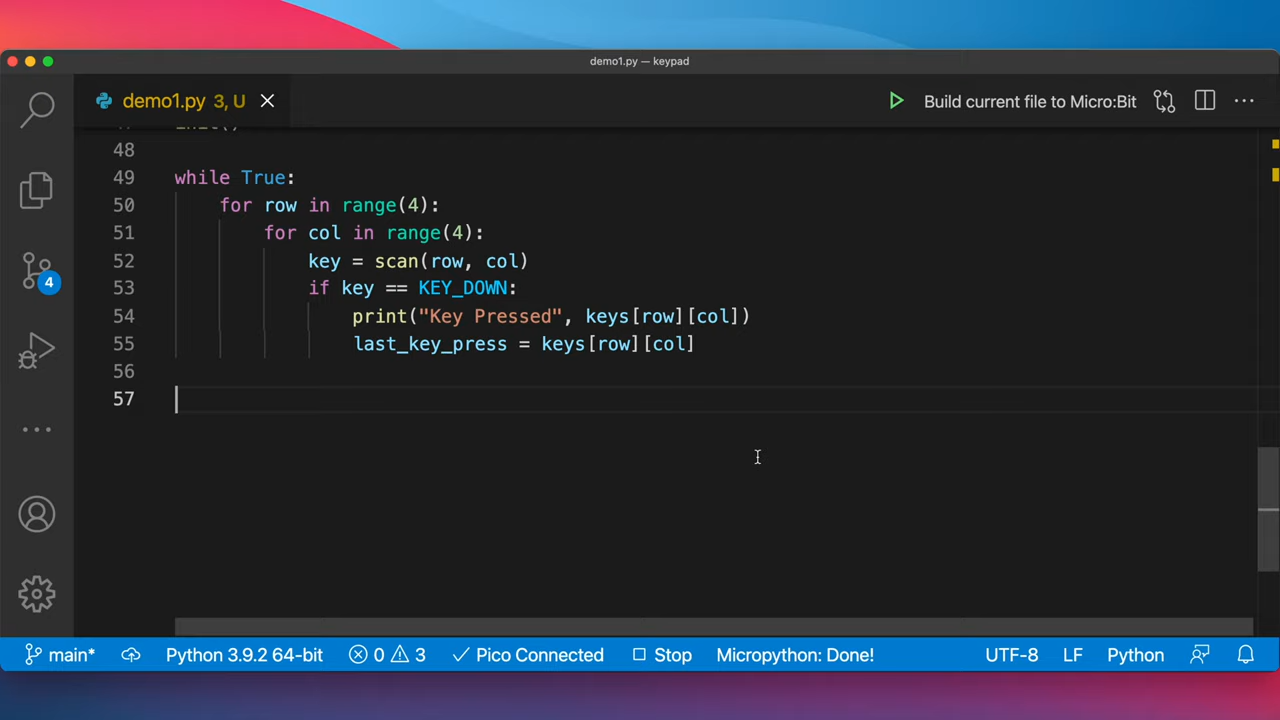 demo1.py — keypad
demo1.py 3, U
Build current file to Micro:Bit
48
49 while True:
50 for row in range(4):
51 for col in range(4):
52 key = scan(row, col)
53 if key == KEY_DOWN:
54 print("Key Pressed", keys[row][col])
55 last_key_press = keys[row][col]
56
57
4
main* Python 3.9.2 64-bit 0 3 Pico Connected Stop Micropython: Done! UTF-8 LF Python